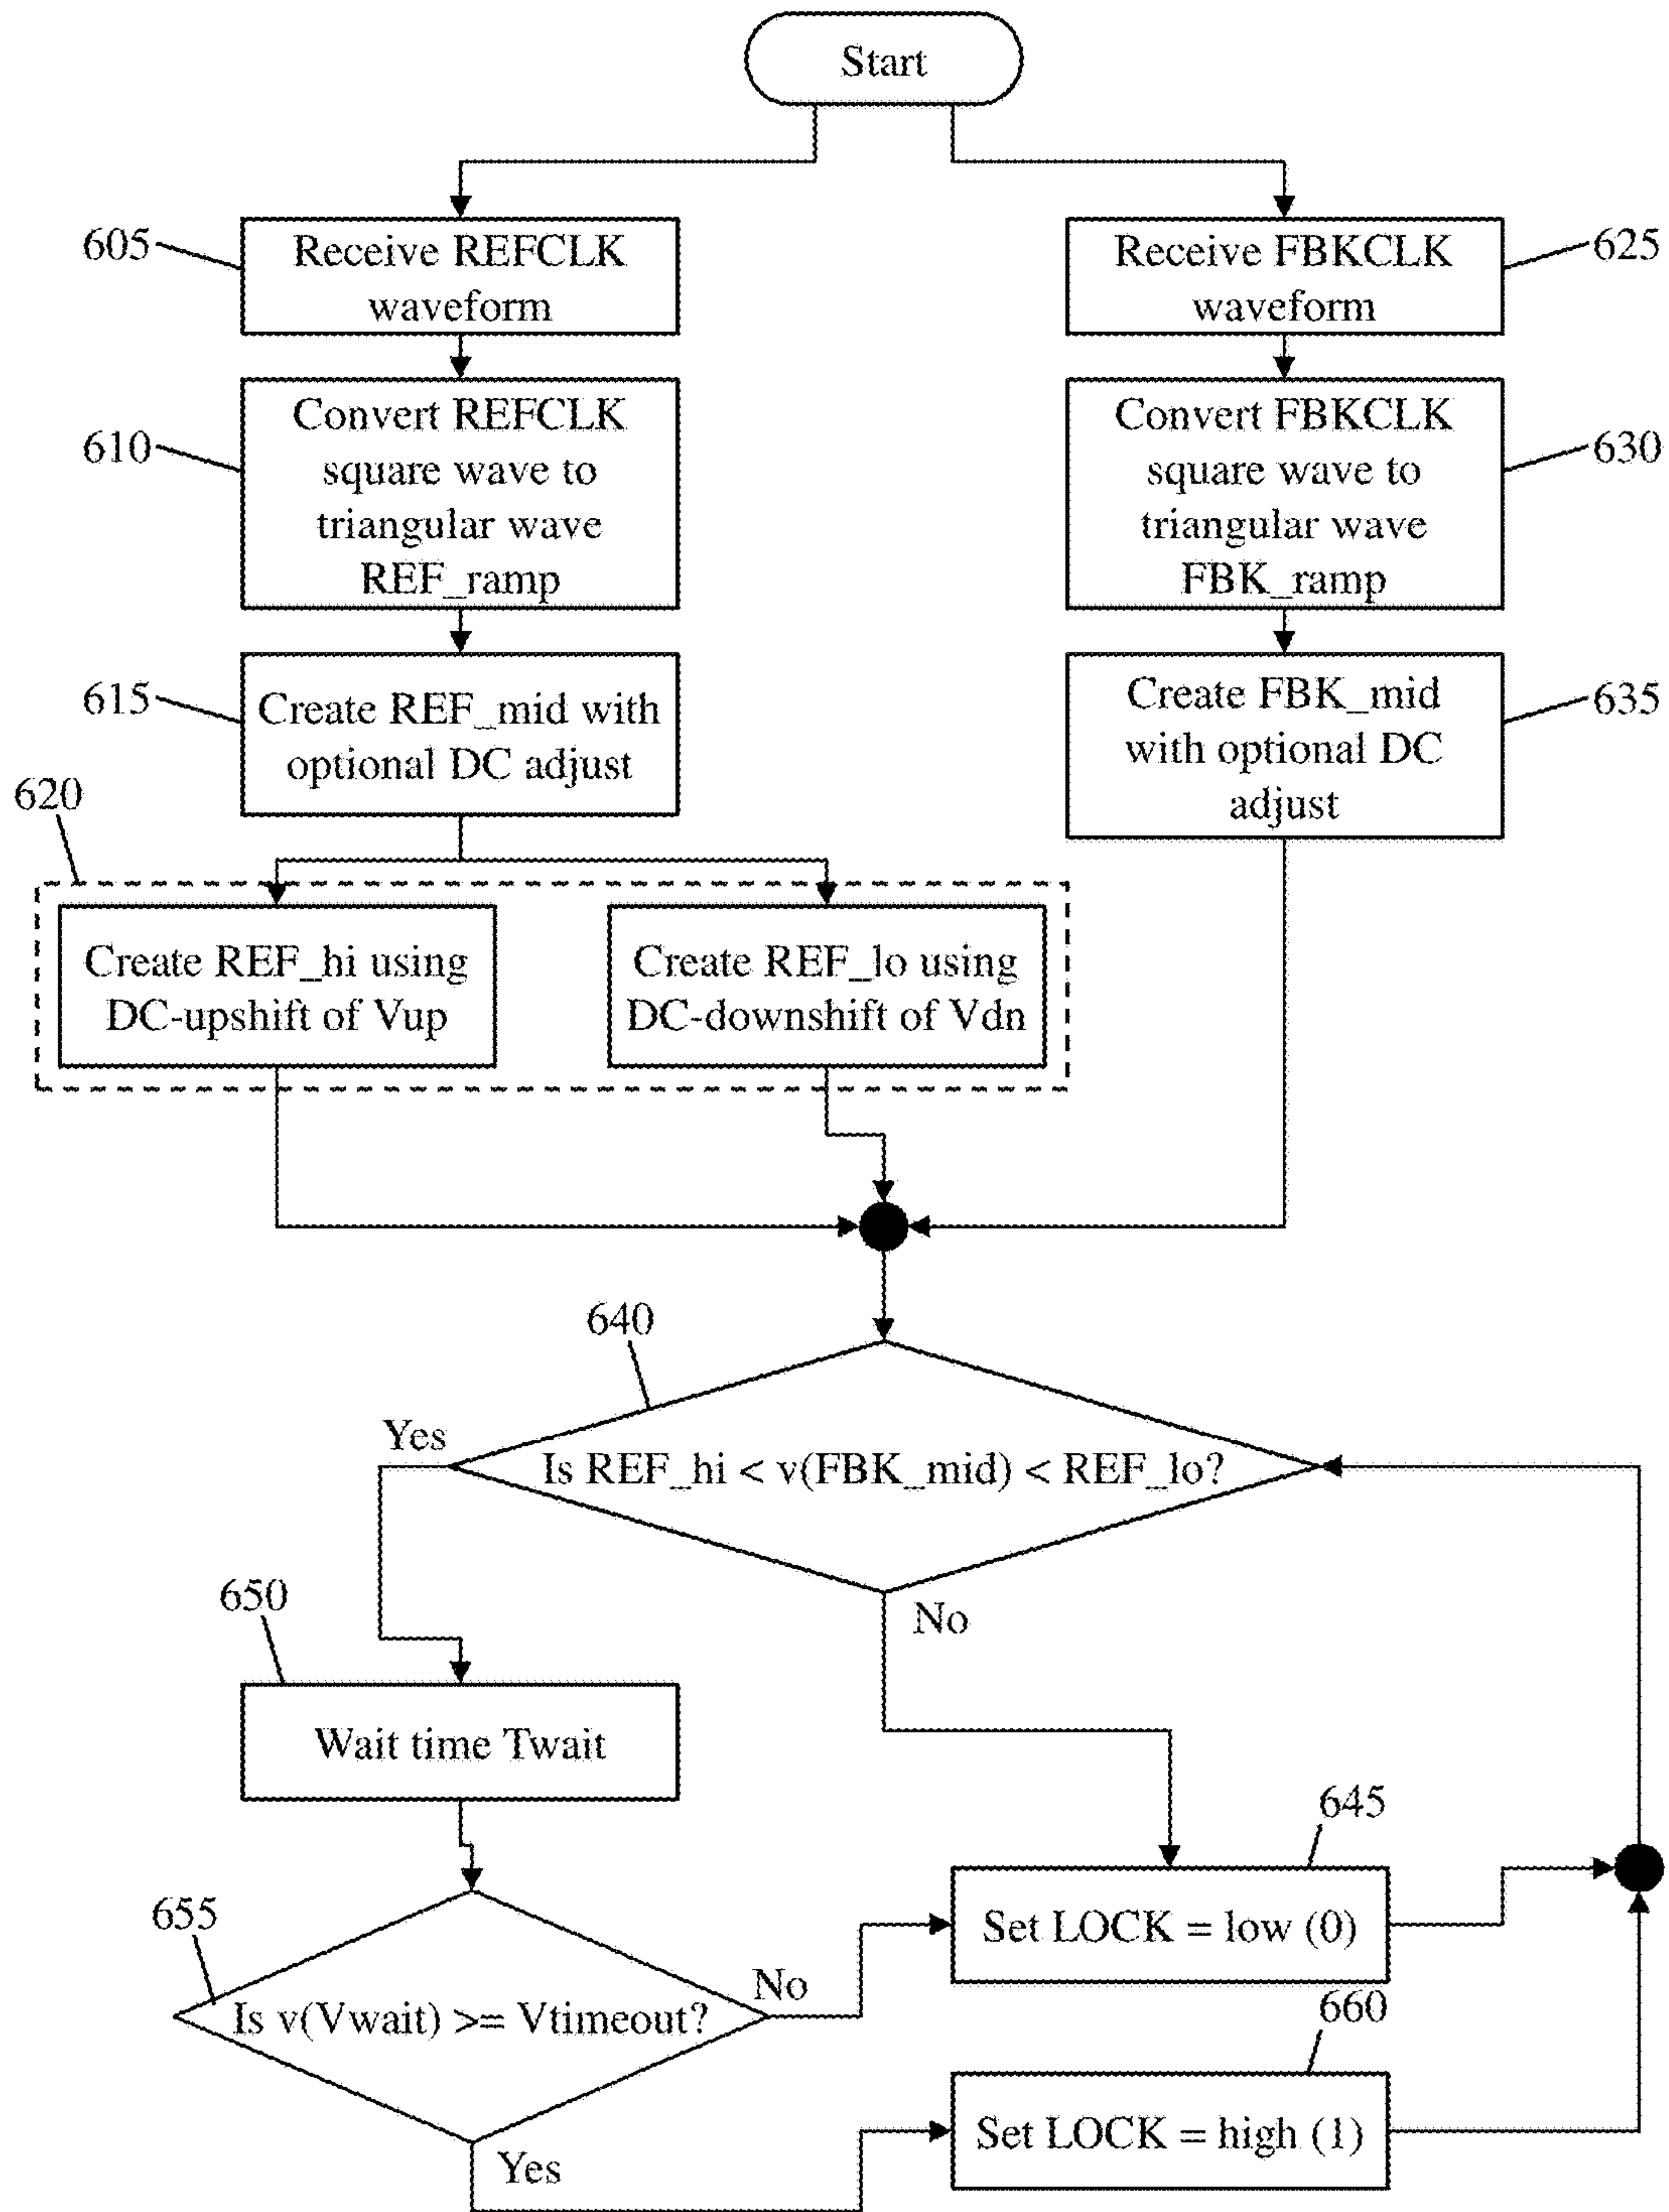 Start
605
Receive REFCLK
waveform
Receive FBKCLK
waveform
625
610
Convert REFCLK
square wave to
triangular wave
REF_ramp
Convert FBKCLK
square wave to
triangular wave
FBK_ramp
630
615
Create REF_mid with
optional DC adjust
Create FBK_mid
with optional DC
adjust
635
620
Create REF_hi using
DC-upshift of Vup
Create REF_lo using
DC-downshift of Vdn
640
Yes
Is REF_hi < v(FBK_mid) < REF_lo?
No
650
Wait time Twait
645
Set LOCK = low (0)
655
Is v(Vwait) >= Vtimeout?
No
660
Set LOCK = high (1)
Yes